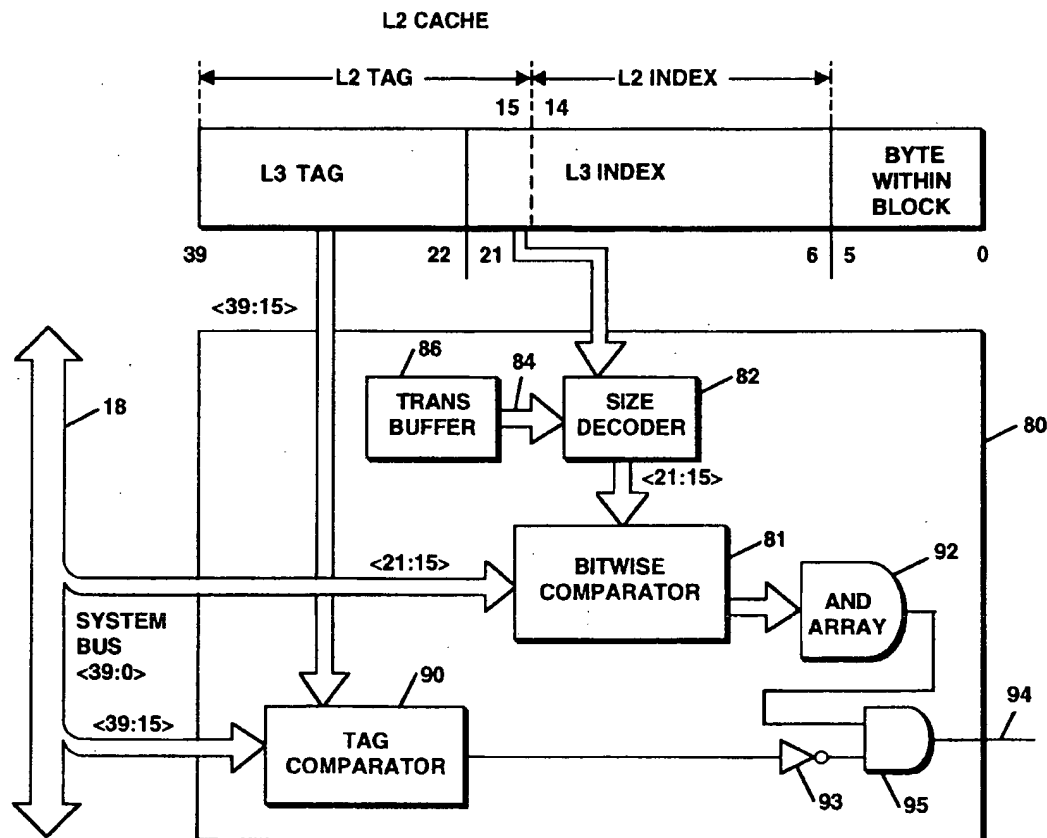 L2 CACHE
L2 TAG
L2 INDEX
15 14
L3 TAG
L3 INDEX
BYTE
WITHIN
BLOCK
39
22 21
6 5
0
<39:15>
86
84
82
18
TRANS
BUFFER
SIZE
DECODER
80
<21:15>
81
<21:15>
92
BITWISE
COMPARATOR
AND
ARRAY
SYSTEM
BUS
<39:0>
90
94
<39:15>
TAG
COMPARATOR
93
95